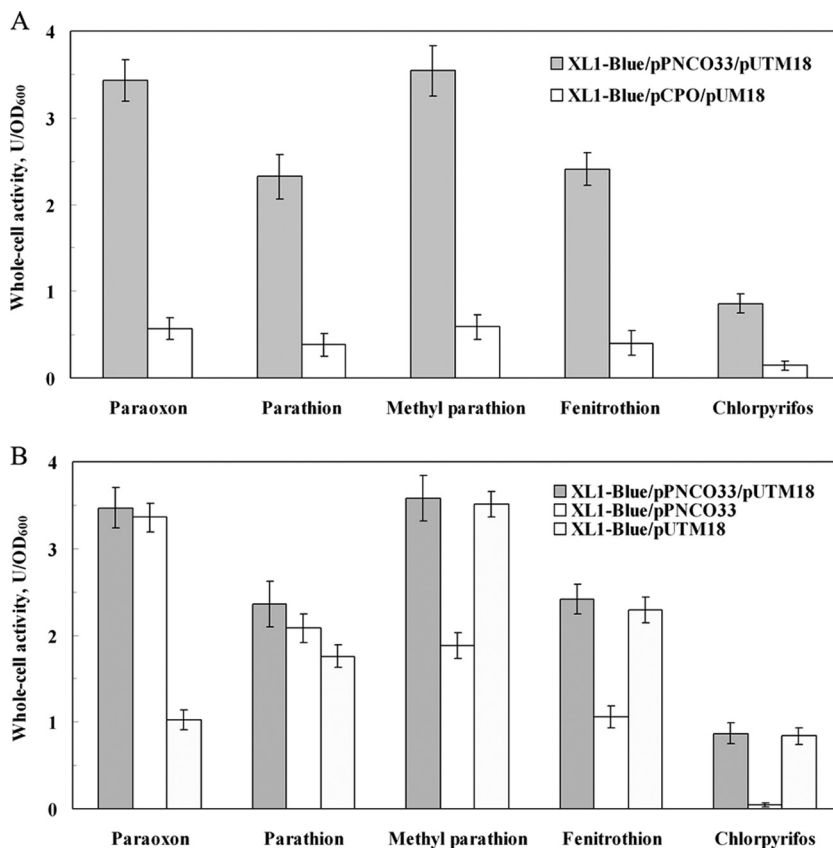 A
Whole-cell activity, U/OD600
4
3
2
1
0
XL1-Blue/pPNCO33/pUTM18
XL1-Blue/pCPO/pUM18
Paraoxon Parathion Methyl parathion Fenitrothion Chlorpyrifos
B
Whole-cell activity, U/OD600
4
3
2
1
0
XL1-Blue/pPNCO33/pUTM18
XL1-Blue/pPNCO33
XL1-Blue/pUTM18
Paraoxon Parathion Methyl parathion Fenitrothion Chlorpyrifos